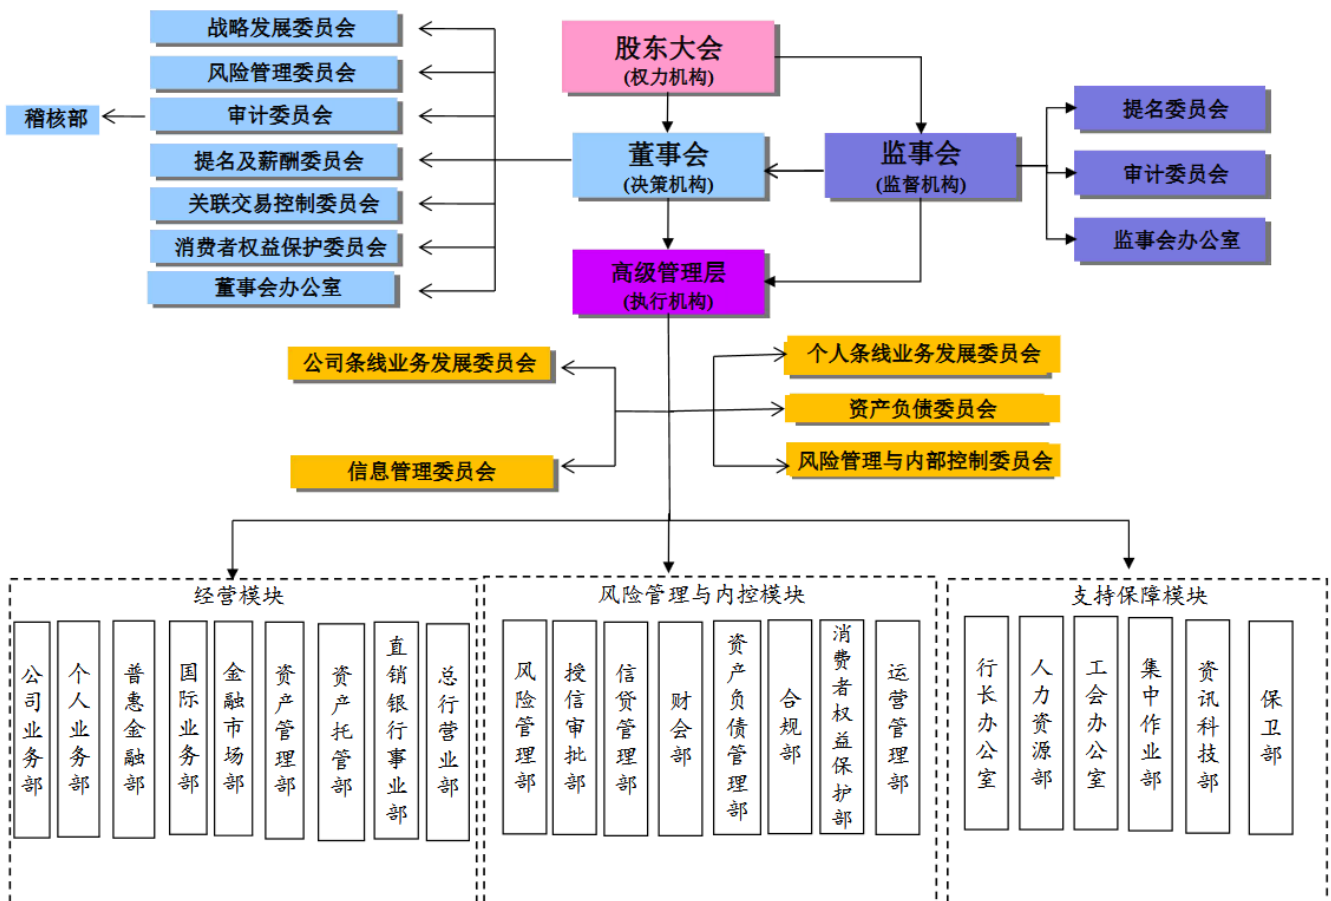 战略发展委员会
风险管理委员会
审计委员会
稽核部
提名及薪酬委员会
关联交易控制委员会
消费者权益保护委员会
董事会办公室
股东大会
(权力机构)
董事会
(决策机构)
监事会
(监督机构)
提名委员会
审计委员会
监事会办公室
高级管理层
(执行机构)
公司条线业务发展委员会
个人条线业务发展委员会
资产负债委员会
信息管理委员会
风险管理与内部控制委员会
经营模块
公司业务部
个人业务部
普惠金融部
国际业务部
金融市场部
资产管理部
资产托管部
直销银行事业部
总行营业部
风险管理与内控模块
风险管理部
授信审批部
信贷管理部
财会部
资产负债管理部
合规部
消费者权益保护部
运营管理部
支持保障模块
行长办公室
人力资源部
工会办公室
集中作业部
资讯科技部
保卫部